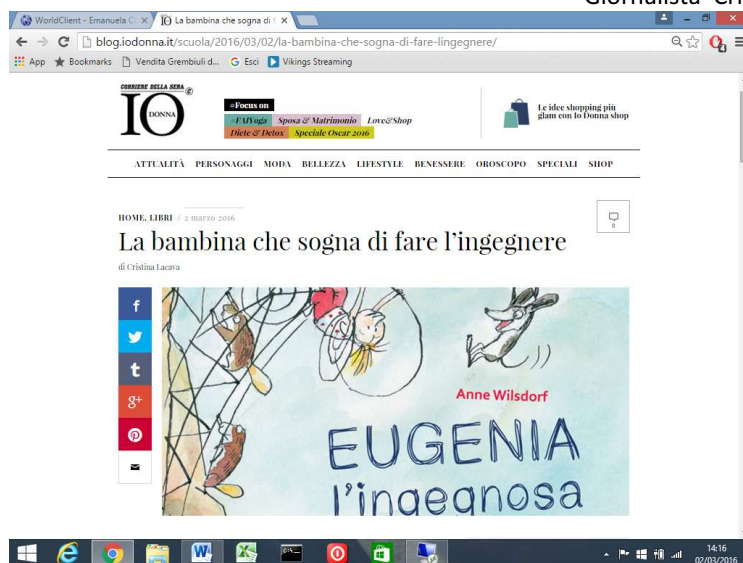 Giornalista
WorldClient - Emanuela C
La bambina che sogna di f
blog.iodonna.it/scuola/2016/03/02/la-bambina-che-sogna-di-fare-lingegnere/
App Bookmarks Vendita Grembiuli d... Esci Vikings Streaming
CORRIERE DELLA SERA
IO DONNA
#Focus on
#FAIYoga Sposa & Matrimonio Love&Shop
Diete & Detox Speciale Oscar 2016
Le idee shopping più
glam con Io Donna shop
ATTUALITÀ PERSONAGGI MODA BELLEZZA LIFESTYLE BENESSERE OROSCOPO SPECIALI SHOP
HOME, LIBRI / 2 marzo 2016
0
La bambina che sogna di fare l'ingegnere
di Cristina Lacava
Anne Wilsdorf
EUGENIA
l'ingegnosa
14:16
02/03/2016